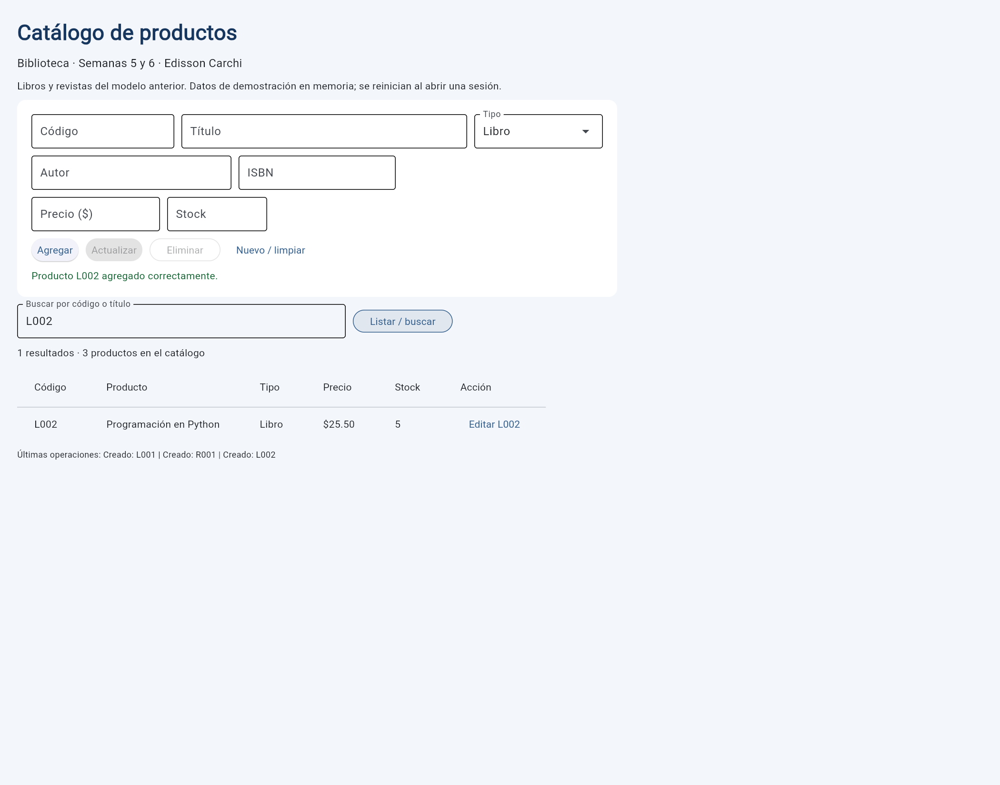 Catálogo de productos
Biblioteca · Semanas 5 y 6 · Edisson Carchi
Libros y revistas del modelo anterior. Datos de demostración en memoria; se reinician al abrir una sesión.
Código Título Tipo Libro
Autor ISBN
Precio ($) Stock
Agregar Actualizar Eliminar Nuevo / limpiar
Producto L002 agregado correctamente.
Buscar por código o título
L002 Listar / buscar
1 resultados · 3 productos en el catálogo
Código Producto Tipo Precio Stock Acción
L002 Programación en Python Libro $25.50 5 Editar L002
Últimas operaciones: Creado: L001 | Creado: R001 | Creado: L002